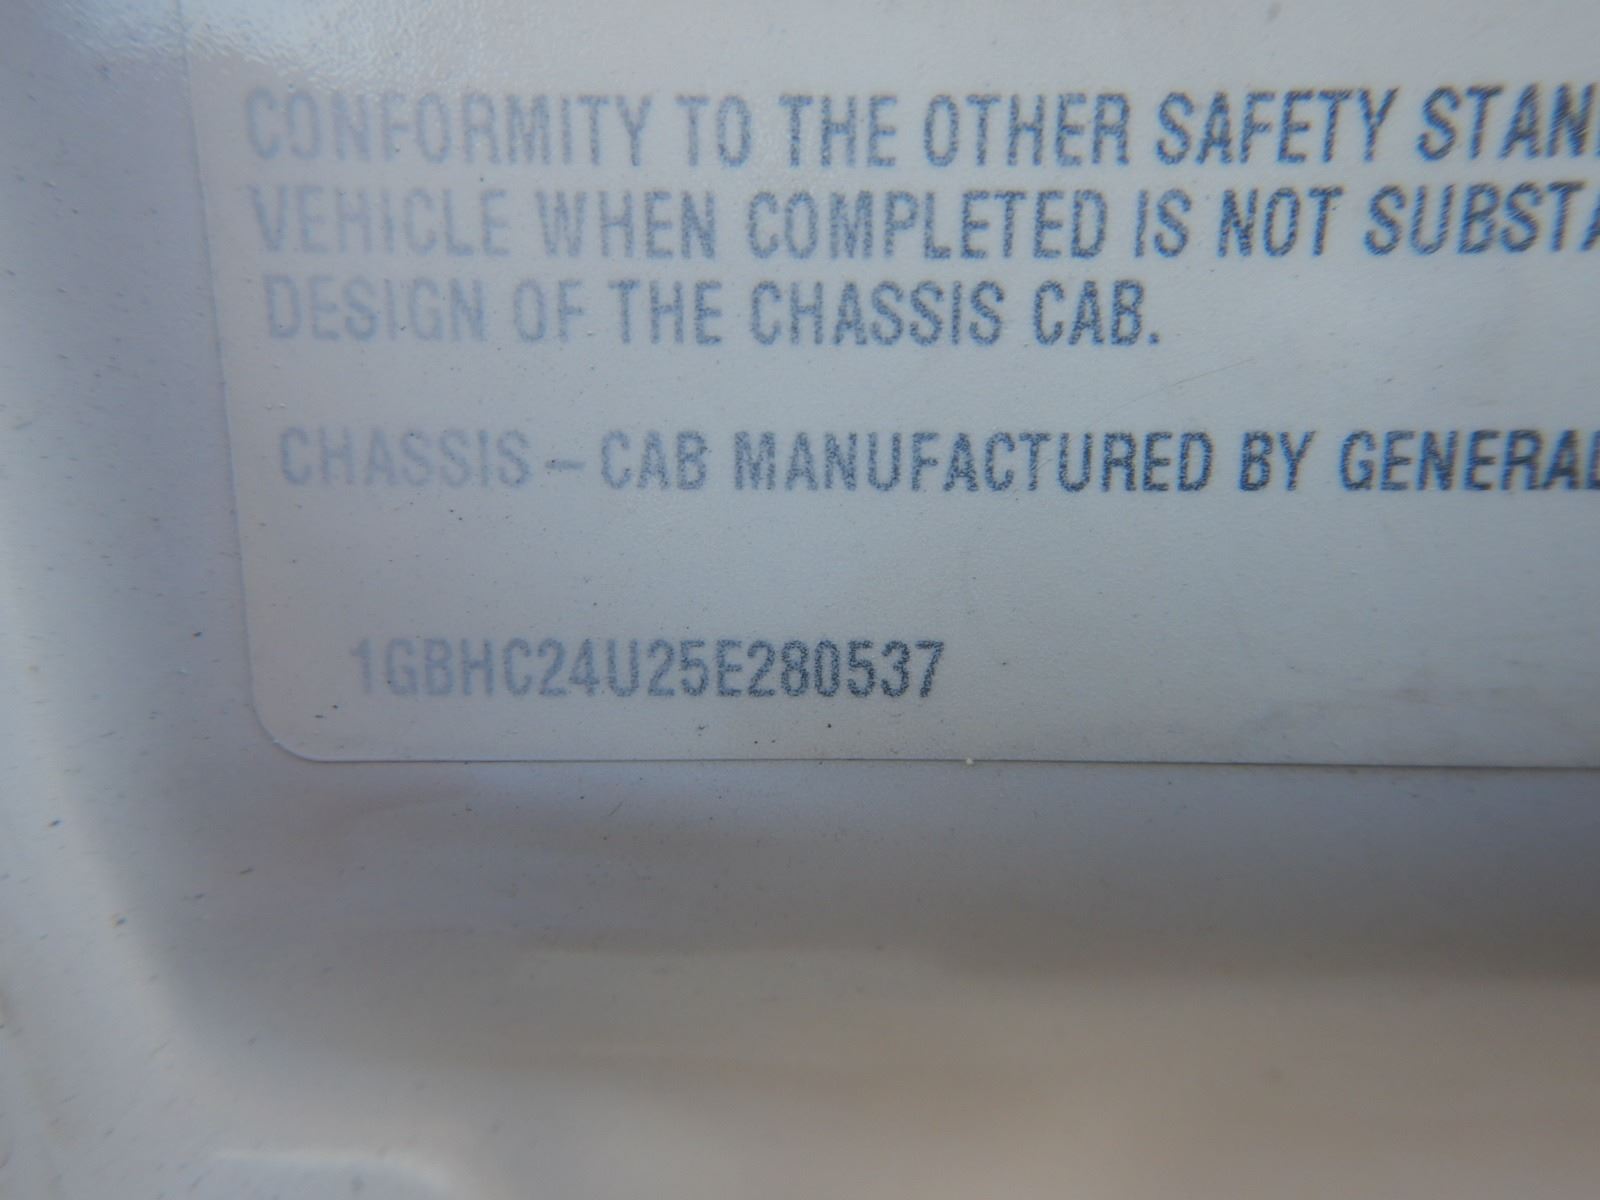 CONFORMITY TO THE OTHER SAFETY STAN
VEHICLE WHEN COMPLETED IS NOT SUBSTA
DESIGN OF THE CHASSIS CAB.
CHASSIS – CAB MANUFACTURED BY GENERAL
1GBHC24U25E280537